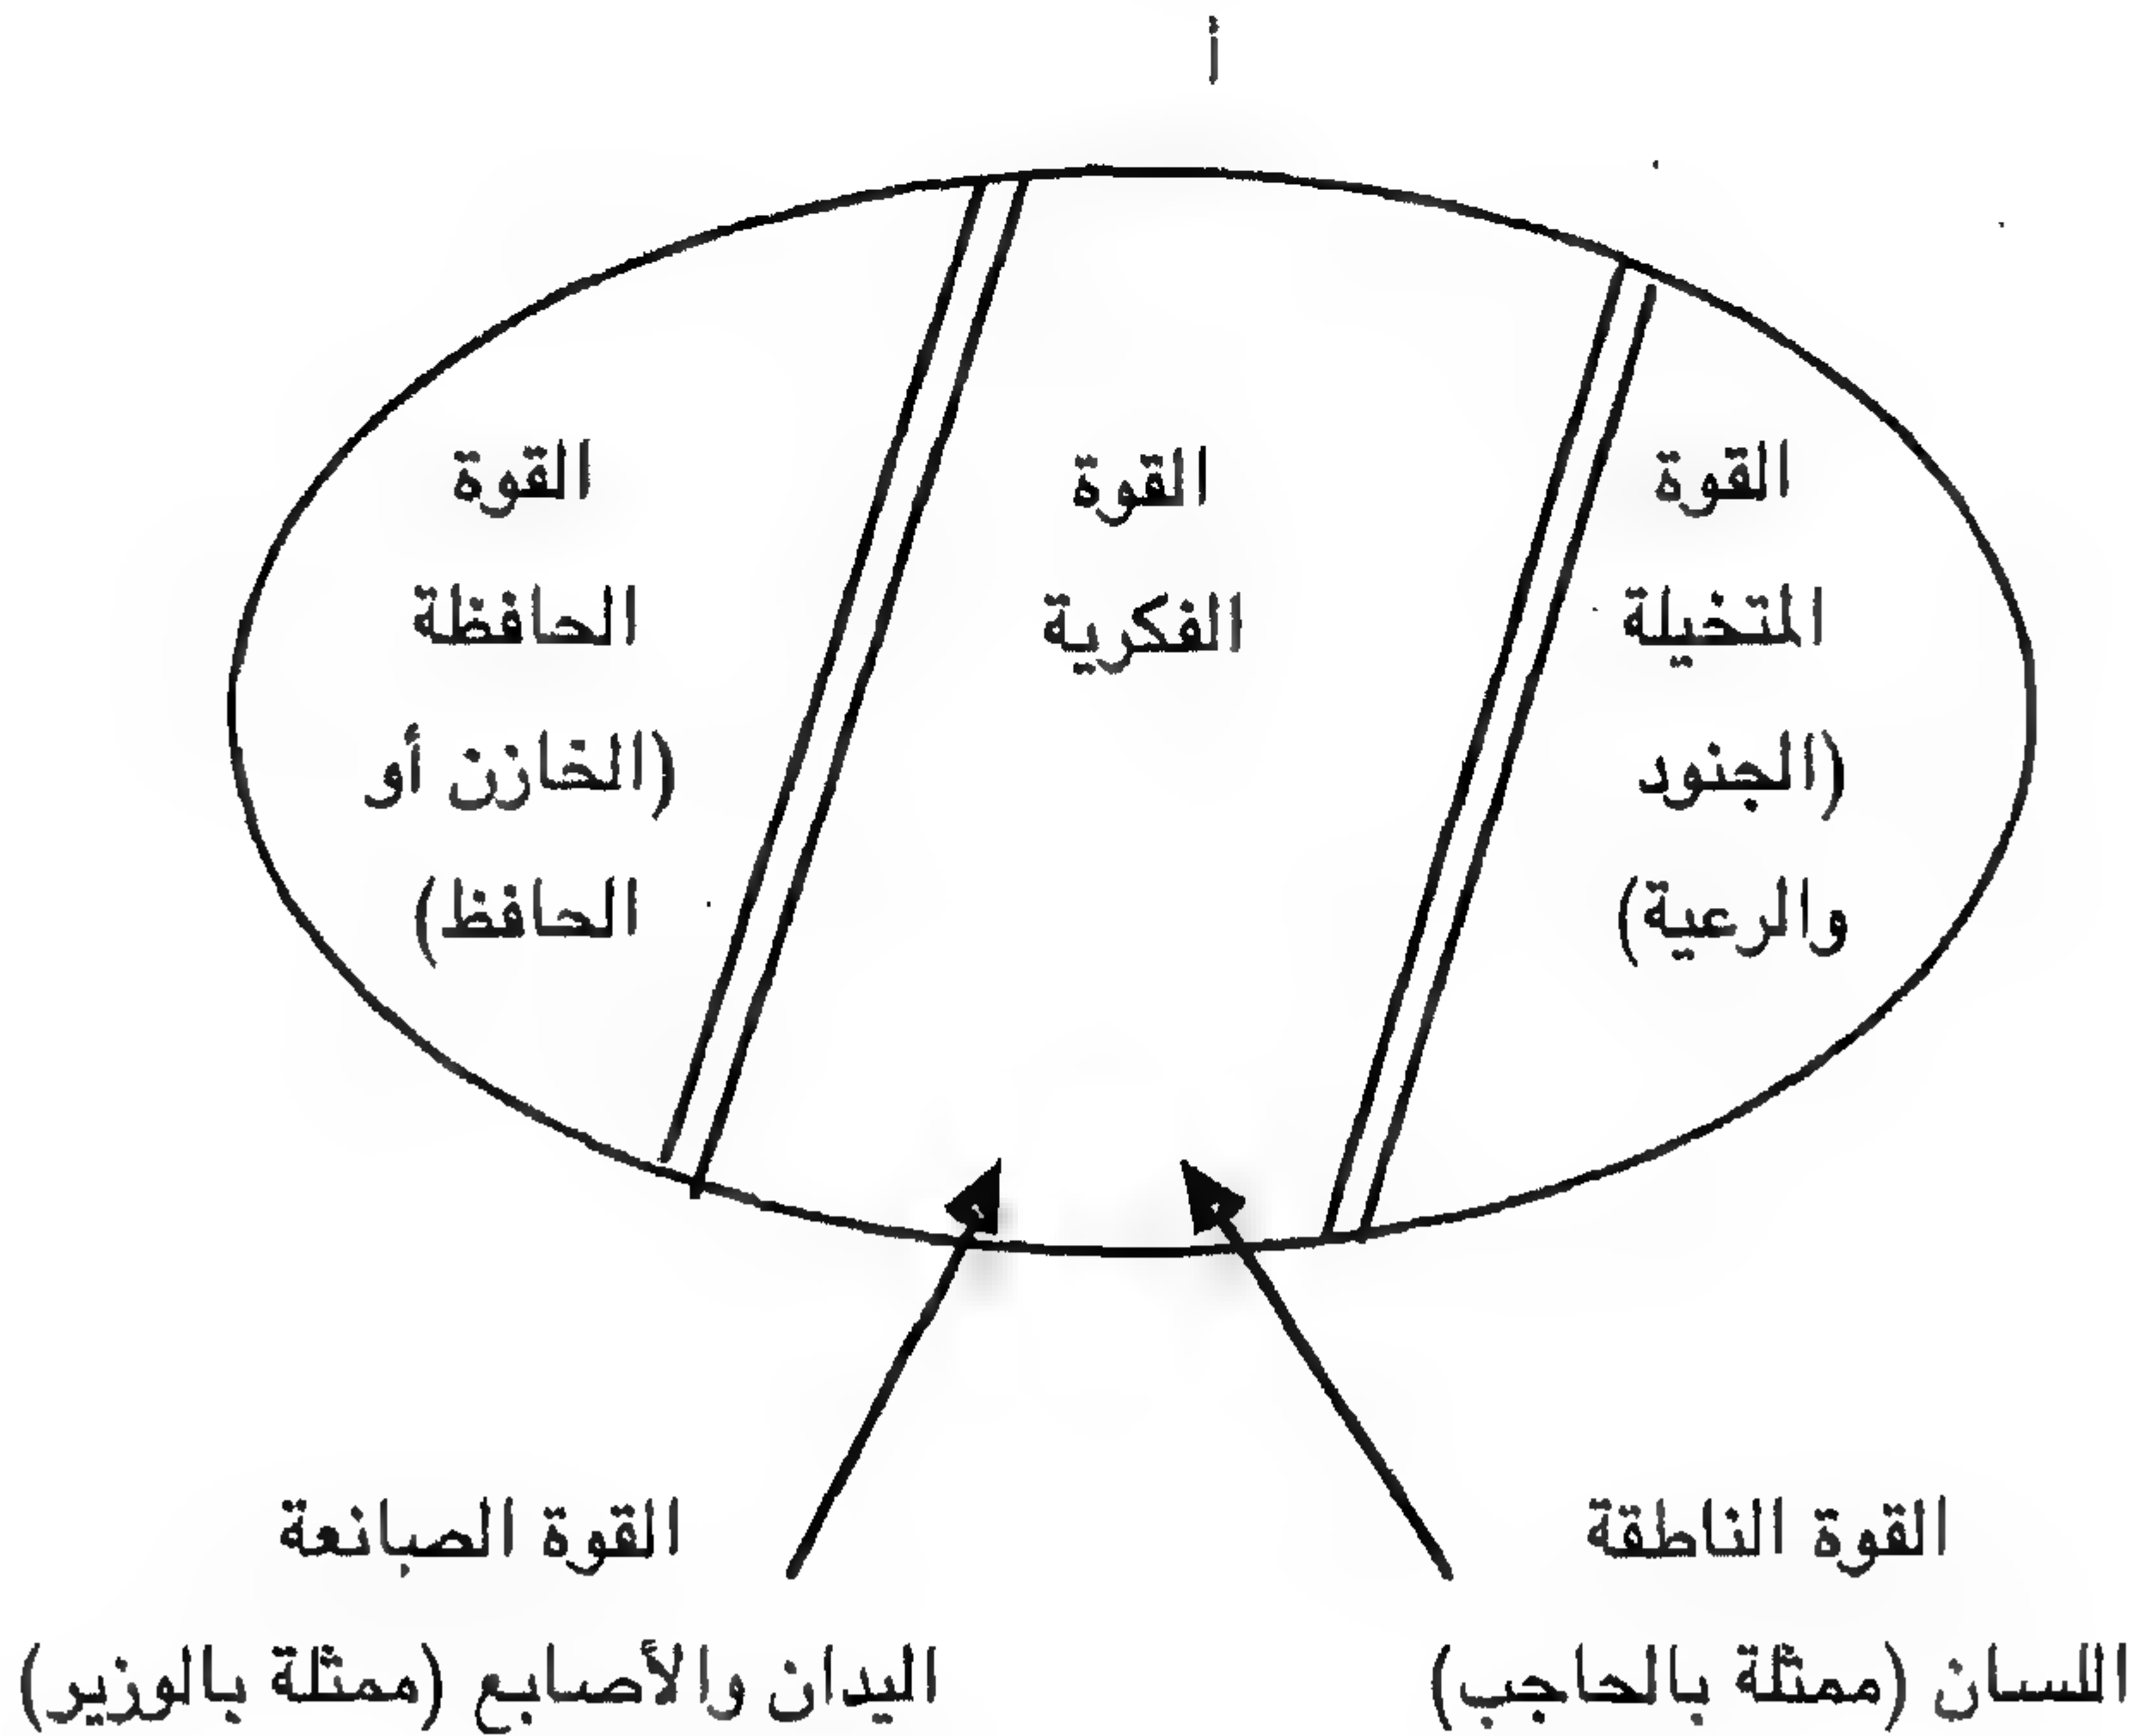 أ
القوة
المتخيلة
(الجنود
والرعية)
القوة
الفكرية
القوة
الحافظة
(الخازن أو
الحافظ)
القوة الناطقة
اللسان (ممثلة بالحاجب)
القوة الصانعة
اليدان والأصابع (ممثلة بالوزير)